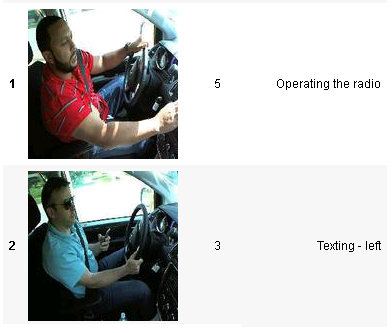 1 5 Operating the radio
2 3 Texting - left